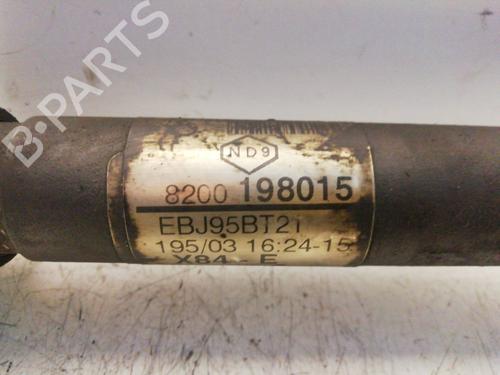 B-PARTS
ND9
8200 198015
EBJ95BT21
195/03 16:24-15
X84-E